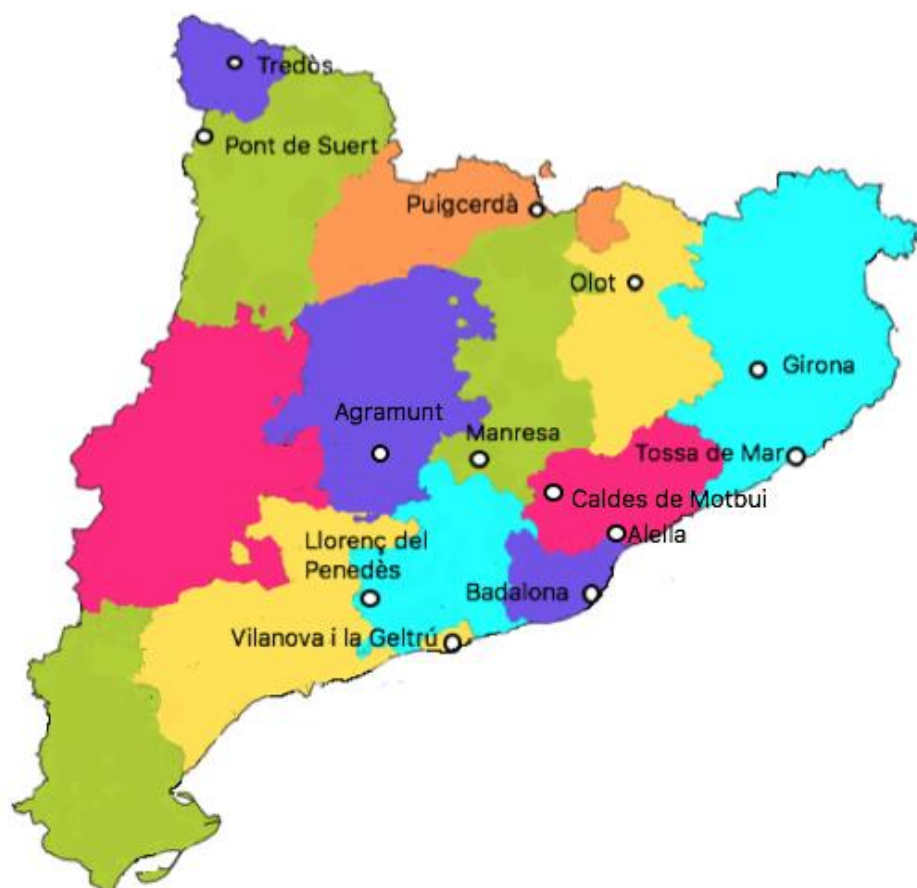 Tredòs
Pont de Suert
Puigcerdà
Olot
Girona
Agramunt
Manresa
Tossa de Mar
Caldes de Motbui
Alella
Llorenç del
Penedès
Badalona
Vilanova i la Geltrú